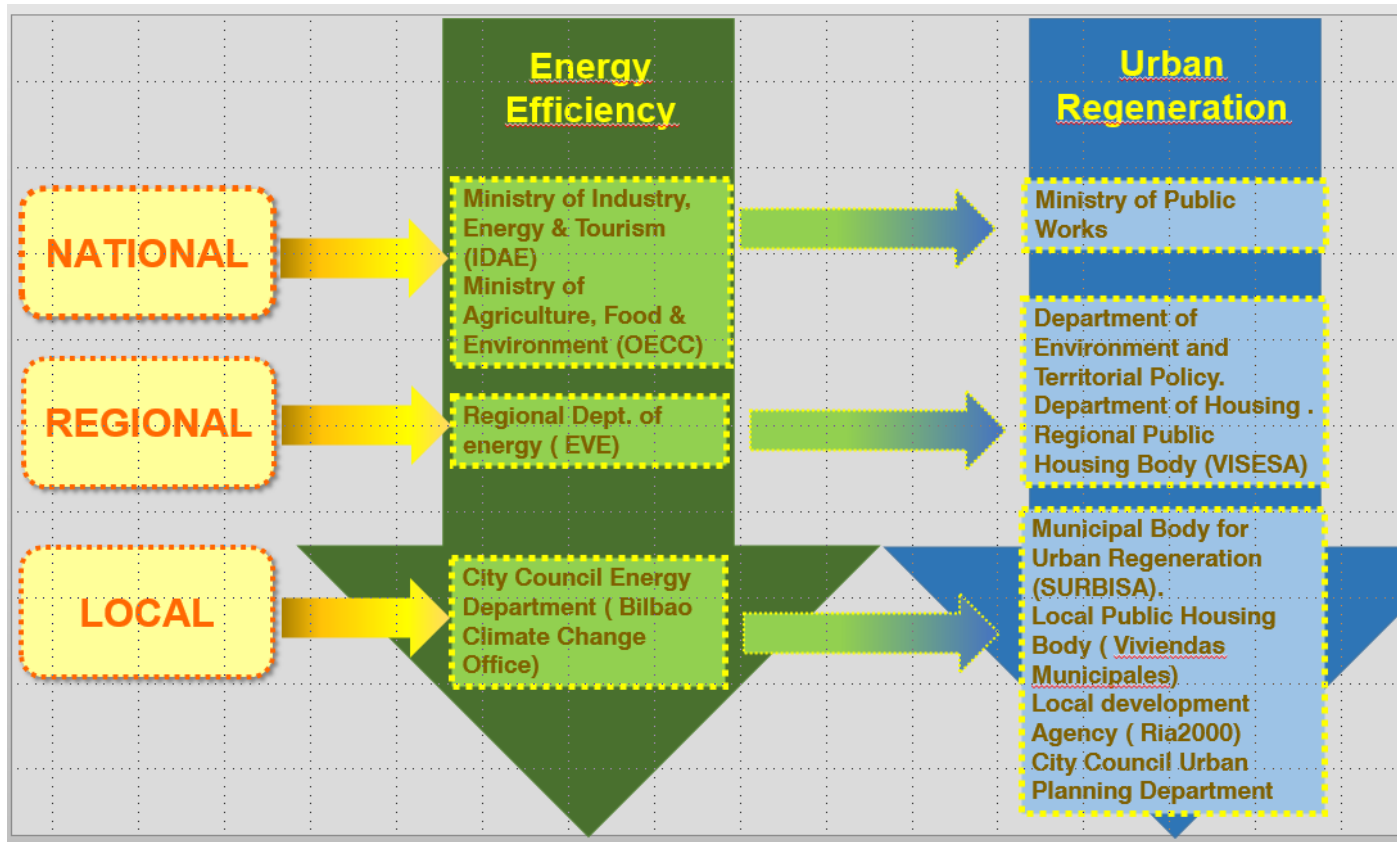 Energy
Efficiency
Urban
Regeneration
NATIONAL
Ministry of Industry,
Energy & Tourism
(IDAE)
Ministry of
Agriculture, Food &
Environment (OECC)
Ministry of Public
Works
REGIONAL
Regional Dept. of
energy ( EVE)
Department of
Environment and
Territorial Policy.
Department of Housing .
Regional Public
Housing Body (VISESA)
LOCAL
City Council Energy
Department ( Bilbao
Climate Change
Office)
Municipal Body for
Urban Regeneration
(SURBISA).
Local Public Housing
Body ( Viviendas
Municipales)
Local development
Agency ( Ria2000)
City Council Urban
Planning Department